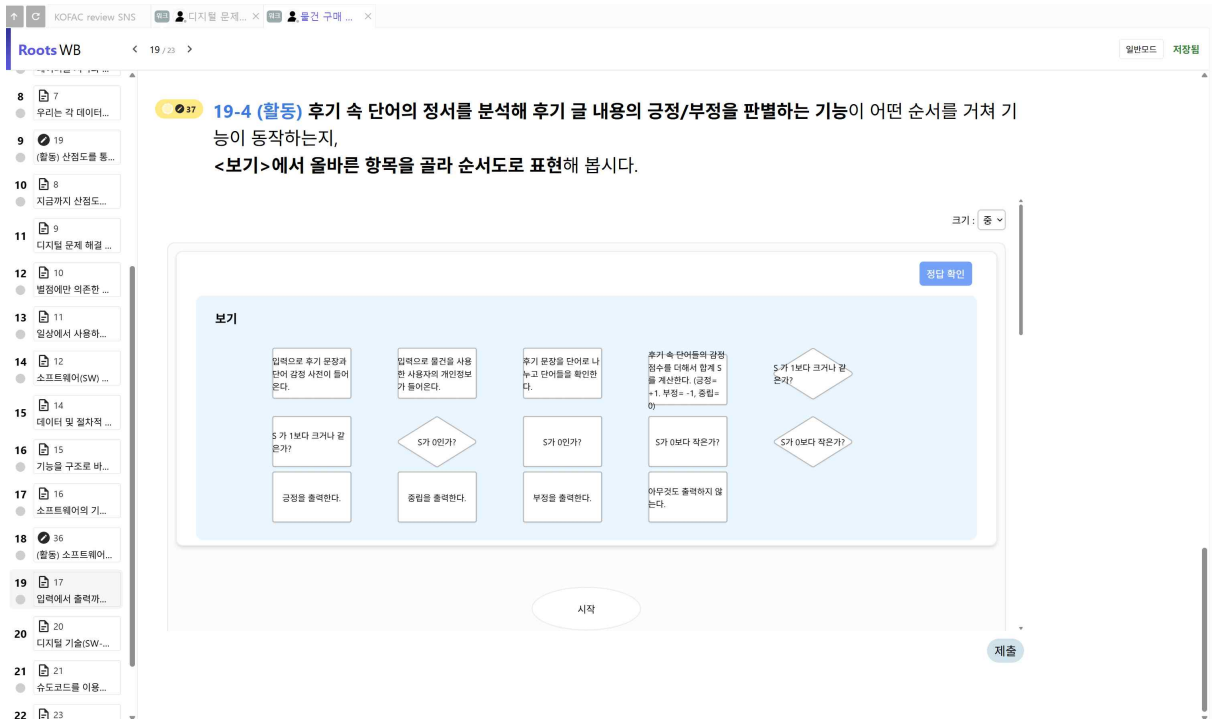 KOFAC review SNS
워크 디지털 문제...
워크 물건 구매 ...
Roots WB
19 / 23
일반모드
저장됨
8
7
우리는 각 데이터...
9
19
(활동) 산점도를 통...
10
8
지금까지 산점도...
11
9
디지털 문제 해결 ...
12
10
별점에만 의존한 ...
13
11
일상에서 사용하...
14
12
소프트웨어(SW) ...
15
14
데이터 및 절차적 ...
16
15
기능을 구조로 바...
17
16
소프트웨어의 기...
18
36
(활동) 소프트웨어...
19
17
입력에서 출력까...
20
20
디지털 기술(SW-...
21
21
슈도코드를 이용...
22
23
37
19-4 (활동) 후기 속 단어의 정서를 분석해 후기 글 내용의 긍정/부정을 판별하는 기능이 어떤 순서를 거쳐 기
능이 동작하는지,
<보기>에서 올바른 항목을 골라 순서도로 표현해 봅시다.
크기 : 중
정답 확인
보기
입력으로 후기 문장과
단어 감정 사전이 들어
온다.
입력으로 물건을 사용
한 사용자의 개인정보
가 들어온다.
후기 문장을 단어로 나
누고 단어들을 확인한
다.
후기 속 단어들의 감정
점수를 더해서 합계 S
를 계산한다. (긍정=
+1. 부정= -1, 중립=
0)
S 가 1보다 크거나 같
은가?
S 가 1보다 크거나 같
은가?
S가 0인가?
S가 0인가?
S가 0보다 작은가?
S가 0보다 작은가?
긍정을 출력한다.
중립을 출력한다.
부정을 출력한다.
아무것도 출력하지 않
는다.
시작
제출